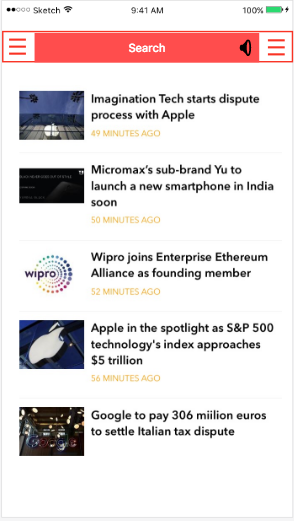 Sketch 9:41 AM 100%
Search
Imagination Tech starts dispute
process with Apple
49 MINUTES AGO
Micromax's sub-brand Yu to
launch a new smartphone in India
soon
50 MINUTES AGO
wipro
Wipro joins Enterprise Ethereum
Alliance as founding member
52 MINUTES AGO
Apple in the spotlight as S&P 500
technology's index approaches
$5 trillion
56 MINUTES AGO
Google to pay 306 miilion euros
to settle Italian tax dispute